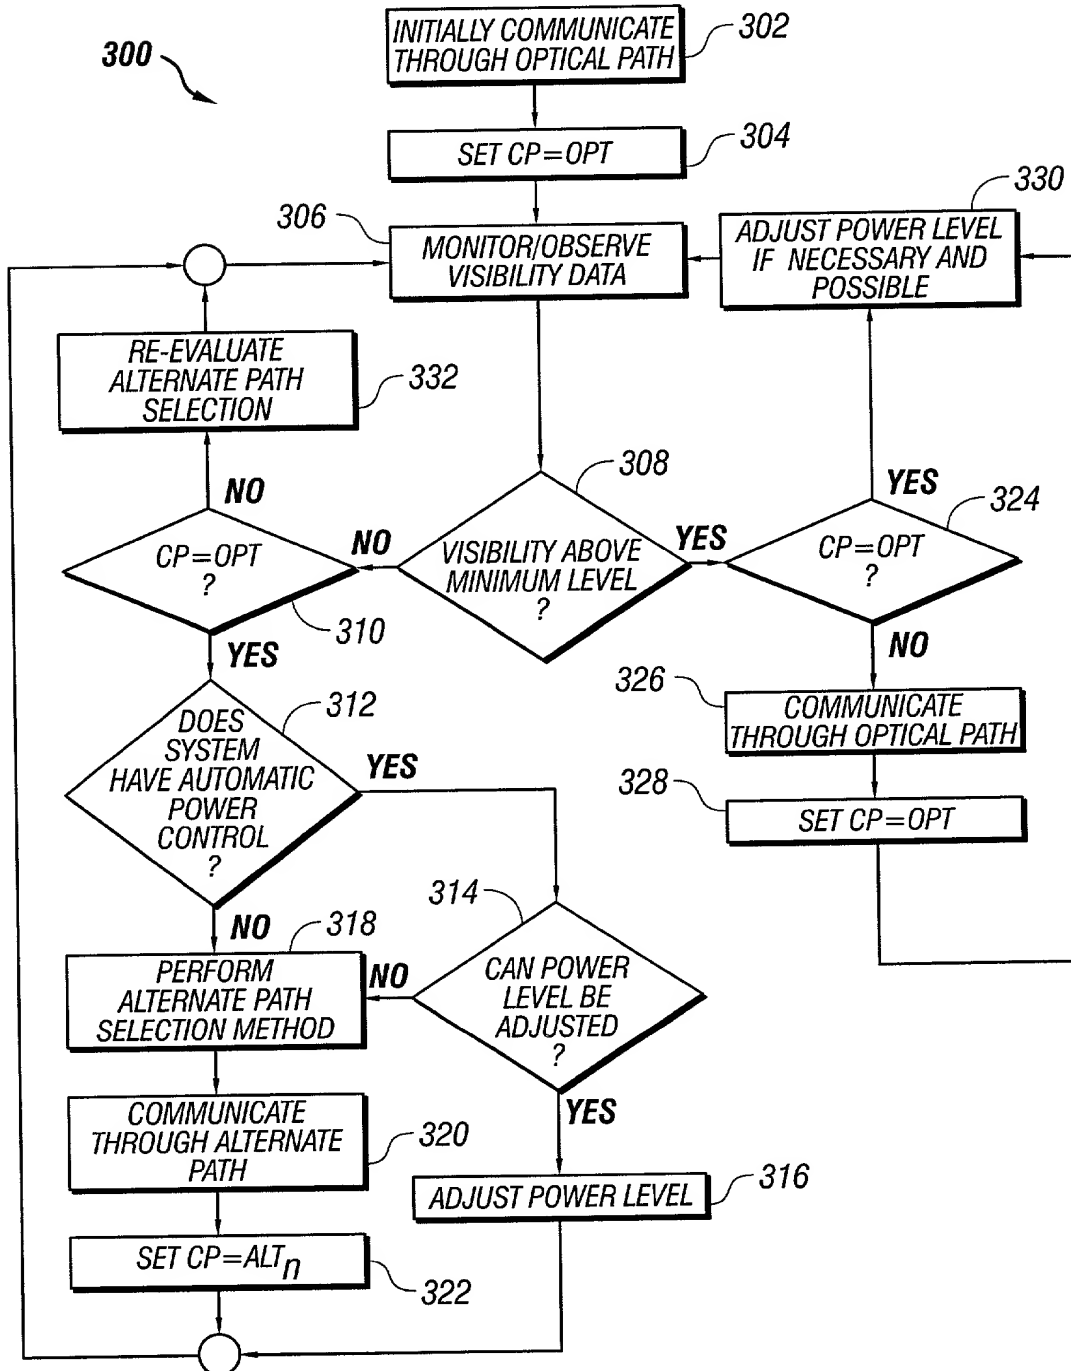 300
INITIALLY COMMUNICATE
THROUGH OPTICAL PATH
302
SET CP=OPT
304
306
MONITOR/OBSERVE
VISIBILITY DATA
330
ADJUST POWER LEVEL
IF NECESSARY AND
POSSIBLE
RE-EVALUATE
ALTERNATE PATH
SELECTION
332
NO
CP=OPT
?
310
NO
308
VISIBILITY ABOVE
MINIMUM LEVEL
?
YES
YES
324
CP=OPT
?
NO
326
COMMUNICATE
THROUGH OPTICAL PATH
328
SET CP=OPT
YES
312
DOES
SYSTEM
HAVE AUTOMATIC
POWER
CONTROL
?
YES
NO
314
CAN POWER
LEVEL BE
ADJUSTED
?
NO
YES
318
PERFORM
ALTERNATE PATH
SELECTION METHOD
COMMUNICATE
THROUGH ALTERNATE
PATH
320
ADJUST POWER LEVEL
316
SET CP=ALTn
322